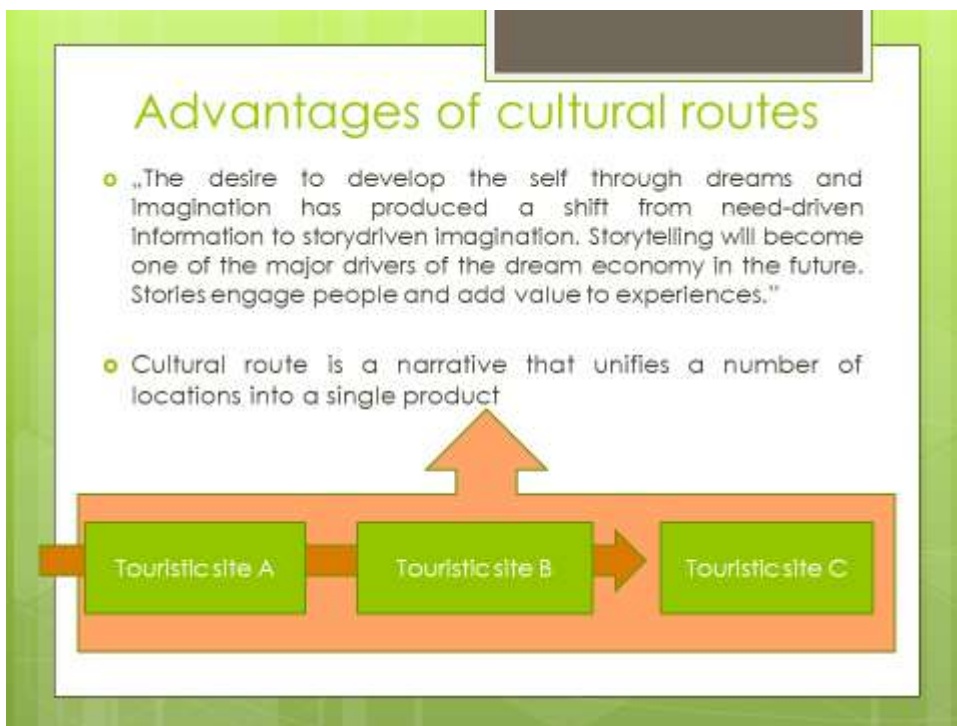 Advantages of cultural routes
„The desire to develop the self through dreams and
imagination has produced a shift from need-driven
information to storydriven imagination. Storytelling will become
one of the major drivers of the dream economy in the future.
Stories engage people and add value to experiences.”
Cultural route is a narrative that unifies a number of
locations into a single product
Touristic site A
Touristic site B
Touristic site C